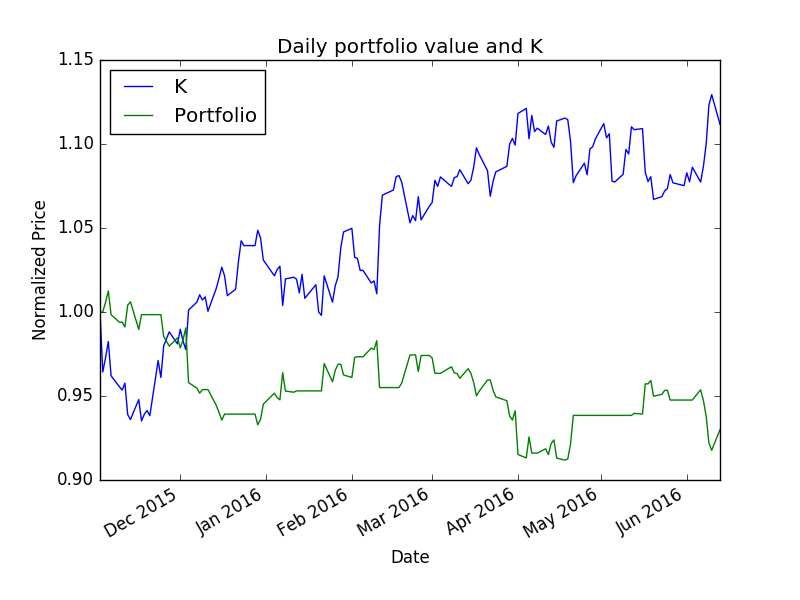 Daily portfolio value and K
K
Portfolio
Normalized Price
1.15
1.10
1.05
1.00
0.95
0.90
Dec 2015
Jan 2016
Feb 2016
Mar 2016
Apr 2016
May 2016
Jun 2016
Date